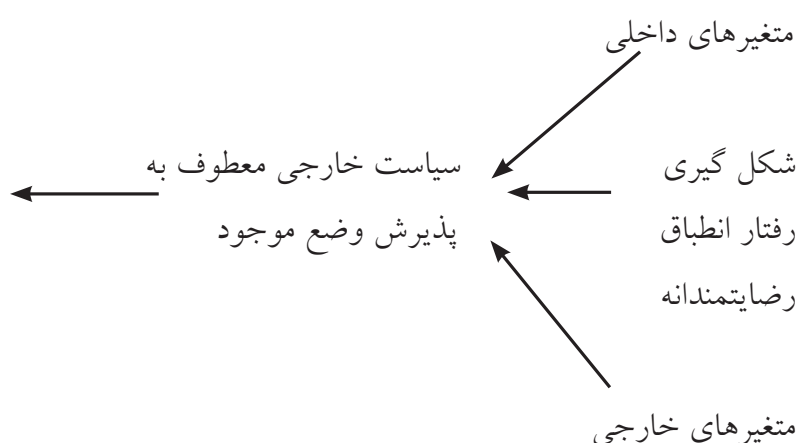 متغیرهای داخلی
شکل گیری
رفتار انطباق
رضایتمندانه
سیاست خارجی معطوف به
پذیرش وضع موجود
متغیرهای خارجی